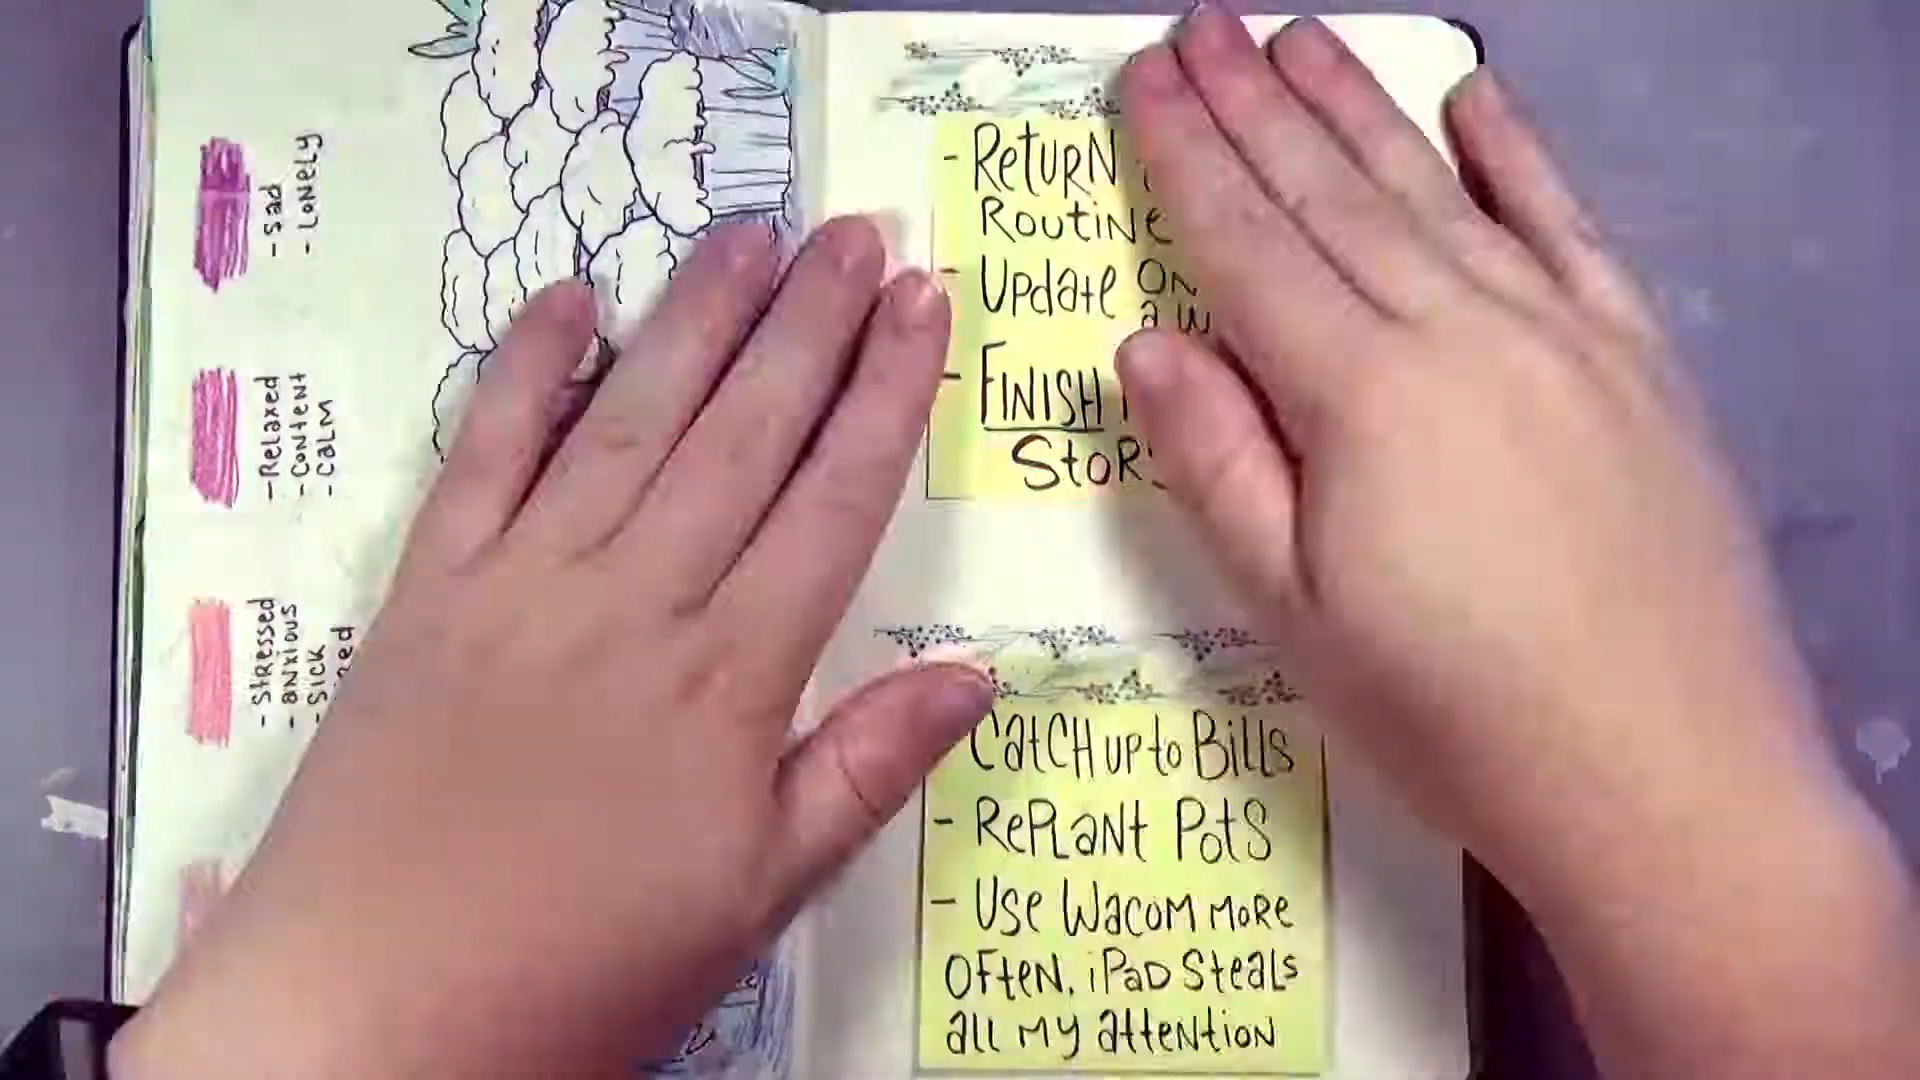 - Sad
- Lonely
- Relaxed
- Content
- Calm
- Stressed
- anxious
- Sick
- Return
Routine
- Update On
a
- Finish
Catch up to Bills
- Replant Pots
- Use Wacom More
Often. iPad Steals
all My attention